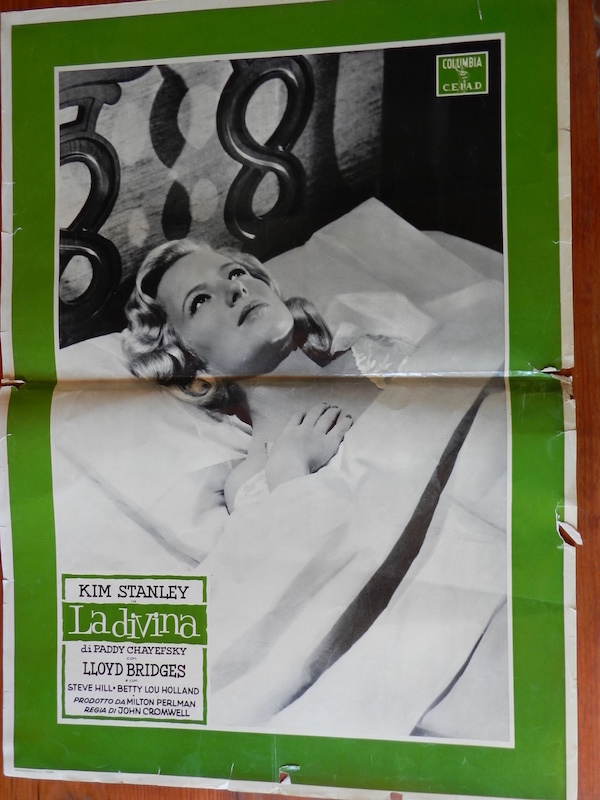 COLUMBIA
C.E.I.A.D
KIM STANLEY
in
La divina
di PADDY CHAYEFSKY
con
LLOYD BRIDGES
e con
STEVE HILL • BETTY LOU HOLLAND
PRODOTTO DA MILTON PERLMAN
REGIA DI JOHN CROMWELL